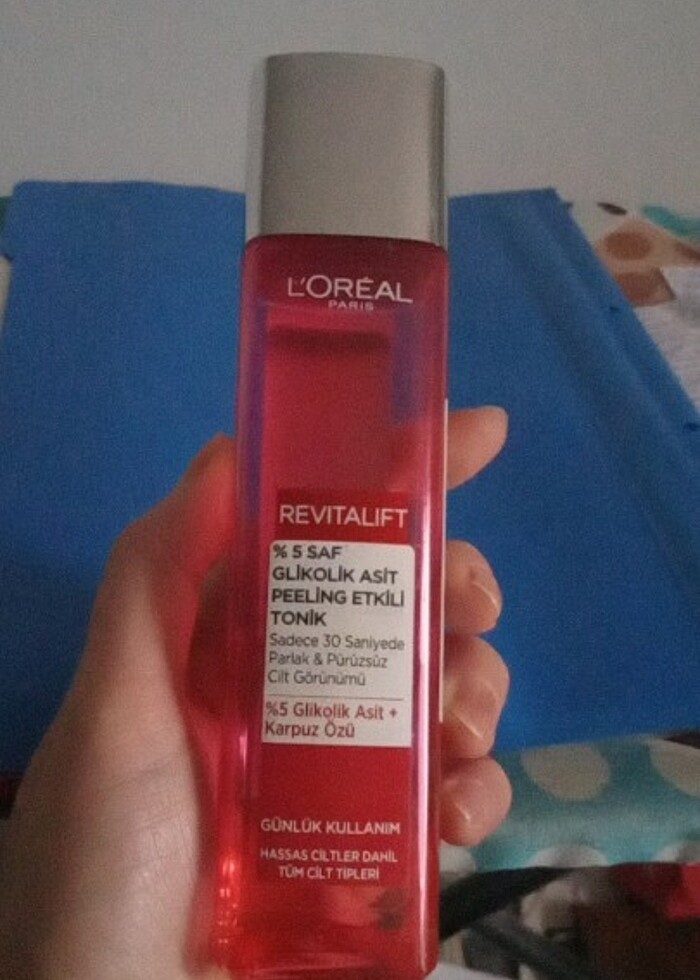 L'ORÉAL
PARIS
REVITALIFT
% 5 SAF
GLİKOLİK ASİT
PEELİNG ETKİLİ
TONİK
Sadece 30 Saniyede
Parlak & Pürüzsüz
Cilt Görünümü
%5 Glikolik Asit +
Karpuz Özü
GÜNLÜK KULLANIM
HASSAS CİLTLER DAHİL
TÜM CİLT TİPLERİ